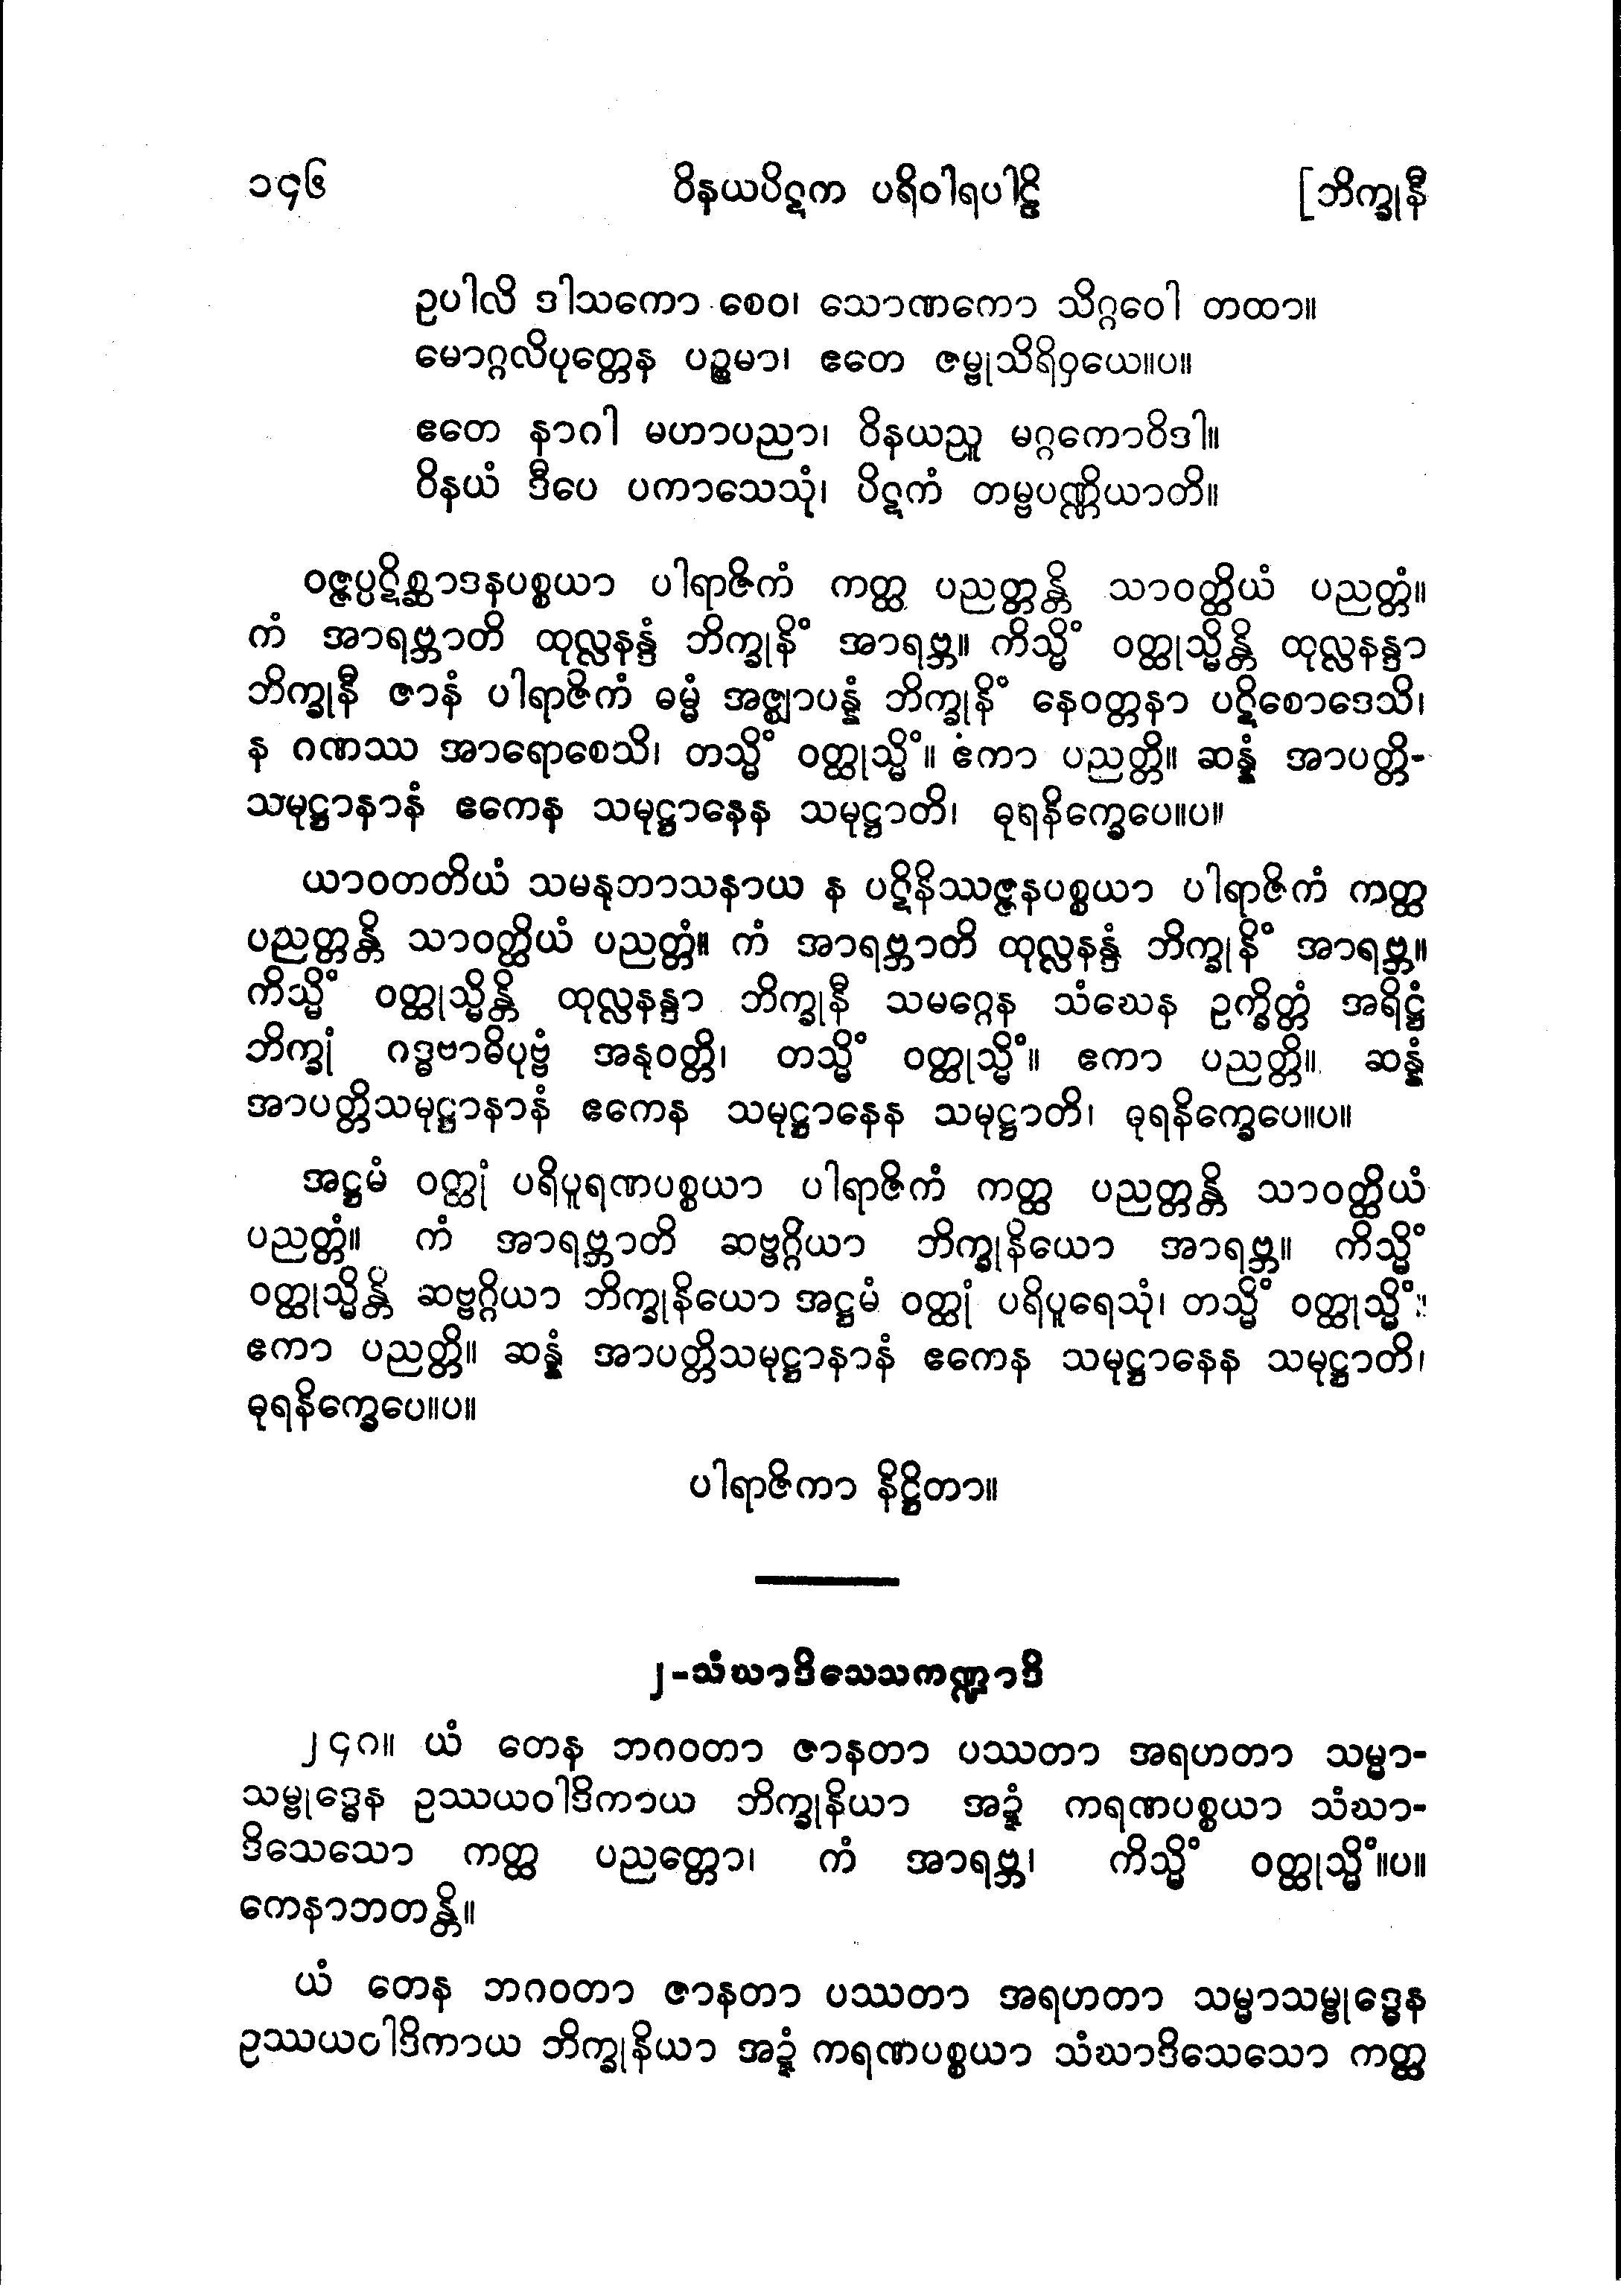 ၁၄၆ ဝိနယပိဋက ပရိဝါရပါဠိ [ဘိက္ခုနီ
ဥပါလိ ဒါသကော စေဝ၊ သောဏကော သိဂ္ဂဝေါ တထာ။
မောဂ္ဂလိပုတ္တေန ပဉ္စမာ၊ ဧတေ ဇမ္ဗုသိရိဝှယေ။ပ။
ဧတေ နာဂါ မဟာပညာ၊ ဝိနယညူ မဂ္ဂကောဝိဒါ။
ဝိနယံ ဒီပေ ပကာသေသုံ၊ ပိဋကံ တမ္ဗပဏ္ဏိယာတိ။
ဝဇ္ဇပ္ပဋိစ္ဆာဒနပစ္စယာ ပါရာဇိကံ ကတ္ထ ပညတ္တန္တိ သာဝတ္ထိယံ ပညတ္တံ။
ကံ အာရဗ္ဘာတိ ထုလ္လနန္ဒံ ဘိက္ခုနိံ အာရဗ္ဘ။ ကိသ္မိံ ဝတ္ထုသ္မိန္တိ ထုလ္လနန္ဒာ
ဘိက္ခုနီ ဇာနံ ပါရာဇိကံ ဓမ္မံ အဇ္ဈာပန္နံ ဘိက္ခုနိံ နေဝတ္တနာ ပဋိစောဒေသိ၊
န ဂဏဿ အာရောစေသိ၊ တသ္မိံ ဝတ္ထုသ္မိံ။ ဧကာ ပညတ္တိ။ ဆန္နံ အာပတ္တိ-
သမုဋ္ဌာနာနံ ဧကေန သမုဋ္ဌာနေန သမုဋ္ဌာတိ၊ ဓုရနိက္ခေပေ။ပ။
ယာဝတတိယံ သမနုဘာသနာယ န ပဋိနိဿဇ္ဇနပစ္စယာ ပါရာဇိကံ ကတ္ထ
ပညတ္တန္တိ သာဝတ္ထိယံ ပညတ္တံ။ ကံ အာရဗ္ဘာတိ ထုလ္လနန္ဒံ ဘိက္ခုနိံ အာရဗ္ဘ။
ကိသ္မိံ ဝတ္ထုသ္မိန္တိ ထုလ္လနန္ဒာ ဘိက္ခုနီ သမဂ္ဂေန သံဃေန ဥက္ခိတ္တံ အရိဋ္ဌံ
ဘိက္ခုံ ဂဒ္ဓဗာဓိပုဗ္ဗံ အနုဝတ္တိ၊ တသ္မိံ ဝတ္ထုသ္မိံ။ ဧကာ ပညတ္တိ။ ဆန္နံ
အာပတ္တိသမုဋ္ဌာနာနံ ဧကေန သမုဋ္ဌာနေန သမုဋ္ဌာတိ၊ ဓုရနိက္ခေပေ။ပ။
အဋ္ဌမံ ဝတ္ထုံ ပရိပူရဏပစ္စယာ ပါရာဇိကံ ကတ္ထ ပညတ္တန္တိ သာဝတ္ထိယံ
ပညတ္တံ။ ကံ အာရဗ္ဘာတိ ဆဗ္ဗဂ္ဂိယာ ဘိက္ခုနိယော အာရဗ္ဘ။ ကိသ္မိံ
ဝတ္ထုသ္မိန္တိ ဆဗ္ဗဂ္ဂိယာ ဘိက္ခုနိယော အဋ္ဌမံ ဝတ္ထုံ ပရိပူရေသုံ၊ တသ္မိံ ဝတ္ထုသ္မိံ။
ဧကာ ပညတ္တိ။ ဆန္နံ အာပတ္တိသမုဋ္ဌာနာနံ ဧကေန သမုဋ္ဌာနေန သမုဋ္ဌာတိ၊
ဓုရနိက္ခေပေ။ပ။
ပါရာဇိကာ နိဋ္ဌိတာ။
၂-သံဃာဒိသေသကဏ္ဍာဒိ
၂၄၈။ ယံ တေန ဘဂဝတာ ဇာနတာ ပဿတာ အရဟတာ သမ္မာ-
သမ္ဗုဒ္ဓေန ဥဿယဝါဒိကာယ ဘိက္ခုနိယာ အဍ္ဍံ ကရဏပစ္စယာ သံဃာ-
ဒိသေသော ကတ္ထ ပညတ္တော၊ ကံ အာရဗ္ဘ၊ ကိသ္မိံ ဝတ္ထုသ္မိံ။ပ။
ကေနာဘတန္တိ။
ယံ တေန ဘဂဝတာ ဇာနတာ ပဿတာ အရဟတာ သမ္မာသမ္ဗုဒ္ဓေန
ဥဿယဝါဒိကာယ ဘိက္ခုနိယာ အဍ္ဍံ ကရဏပစ္စယာ သံဃာဒိသေသော ကတ္ထ